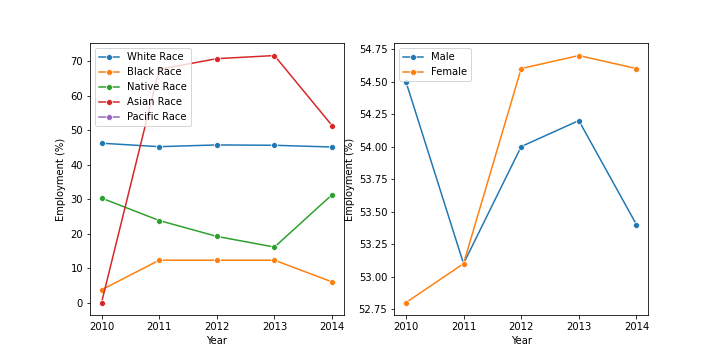 White Race
Black Race
Native Race
Asian Race
Pacific Race
70
60
50
40
30
20
10
0
Employment (%)
2010 2011 2012 2013 2014
Year
Male
Female
54.75
54.50
54.25
54.00
53.75
53.50
53.25
53.00
52.75
Employment (%)
2010 2011 2012 2013 2014
Year